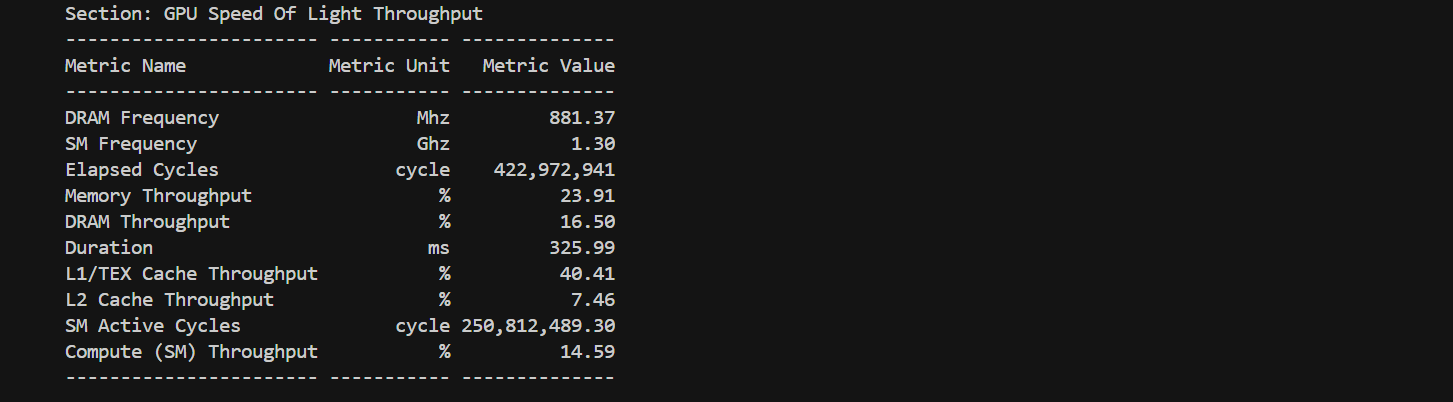 Section: GPU Speed Of Light Throughput
----------------------- ----------- --------------
Metric Name             Metric Unit   Metric Value
----------------------- ----------- --------------
DRAM Frequency                  Mhz         881.37
SM Frequency                    Ghz           1.30
Elapsed Cycles                cycle    422,972,941
Memory Throughput                 %          23.91
DRAM Throughput                   %          16.50
Duration                         ms         325.99
L1/TEX Cache Throughput           %          40.41
L2 Cache Throughput               %           7.46
SM Active Cycles              cycle 250,812,489.30
Compute (SM) Throughput           %          14.59
----------------------- ----------- --------------